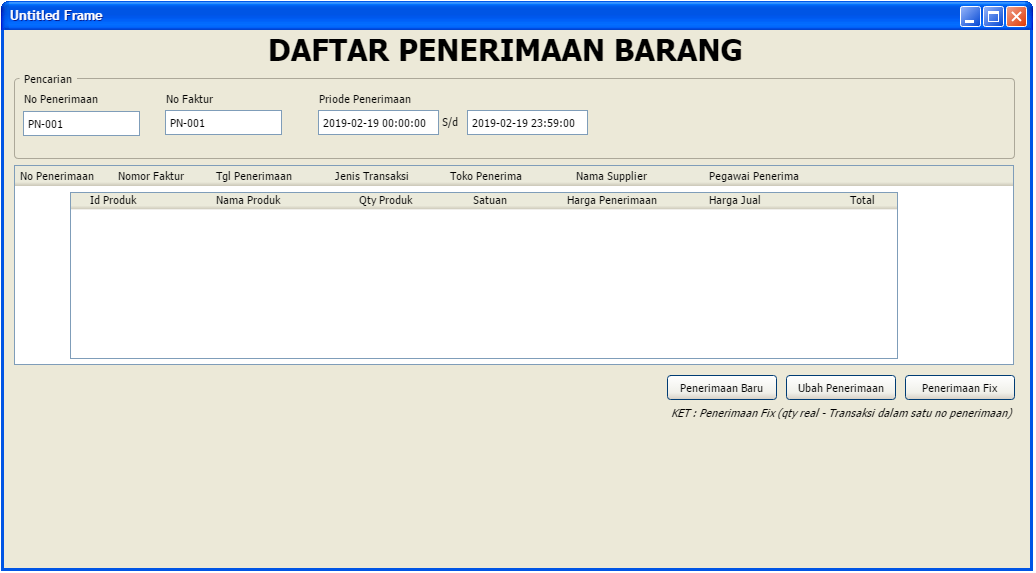 Untitled Frame
DAFTAR PENERIMAAN BARANG
Pencarian
No Penerimaan No Faktur Priode Penerimaan
PN-001 PN-001 2019-02-19 00:00:00 S/d 2019-02-19 23:59:00
No Penerimaan Nomor Faktur Tgl Penerimaan Jenis Transaksi Toko Penerima Nama Supplier Pegawai Penerima
Id Produk Nama Produk Qty Produk Satuan Harga Penerimaan Harga Jual Total
Penerimaan Baru Ubah Penerimaan Penerimaan Fix
KET : Penerimaan Fix (qty real - Transaksi dalam satu no penerimaan)